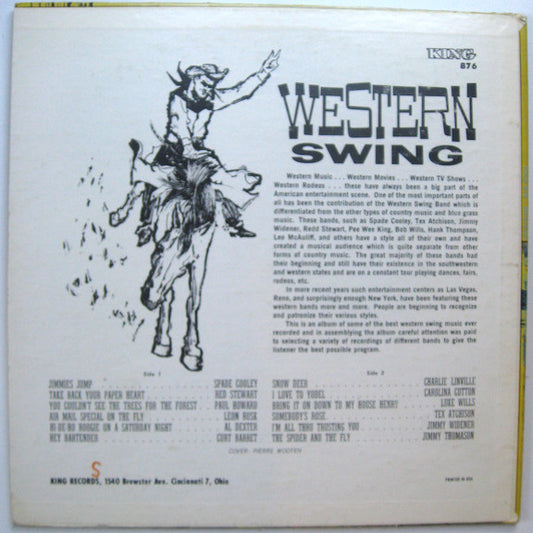 KING
876
WESTERN
SWING
Western Music . . . Western Movies . . . Western TV Shows . . .
Western Rodeos . . . these have always been a big part of the
American entertainment scene. One of the most important parts of
all has been the contribution of the Western Swing Band which is
differentiated from the other types of country music and blue grass
music. These bands, such as Spade Cooley, Tex Atchison, Jimmy
Widener, Redd Stewart, Pee Wee King, Bob Wills, Hank Thompson,
Leo McAuliff, and others have a style all of their own and have
created a musical audience which is quite separate from other
forms of country music. The great majority of these bands had
their beginning and still have their existence in the southwestern
and western states and are on a constant tour playing dances, fairs,
rodeos, etc.
In more recent years such entertainment centers as Las Vegas,
Reno, and surprisingly enough New York, have been featuring these
western bands more and more. People are beginning to recognize
and patronize their various styles.
This is an album of some of the best western swing music ever
recorded and in assembling the album careful attention was paid
to selecting a variety of recordings of different bands to give the
listener the best possible program.
Side 1
JIMMIES JUMP . . . SPADE COOLEY
TAKE BACK YOUR PAPER HEART . . . RED STEWART
YOU COULDN'T SEE THE TREES FOR THE FOREST . PAUL HOWARD
AIR MAIL SPECIAL ON THE FLY . . . LEON RUSK
HI-DE-HO BOOGIE ON A SATURDAY NIGHT . . . AL DEXTER
HEY BARTENDER . . . CURT BARRET
Side 2
SNOW DEER . . . CHARLIE LINVILLE
I LOVE TO YODEL . . . CAROLINA COTTON
BRING IT ON DOWN TO MY HOUSE HENRY . . . LUKE WILLS
SOMEBODY'S ROSE . . . TEX ATCHISON
I'M ALL THRU TRUSTING YOU . . . JIMMY WIDENER
THE SPIDER AND THE FLY . . . JIMMY THOMASON
COVER: PIERRE WOOTEN
S
KING RECORDS, 1540 Brewster Ave. Cincinnati 7, Ohio
PRINTED IN USA